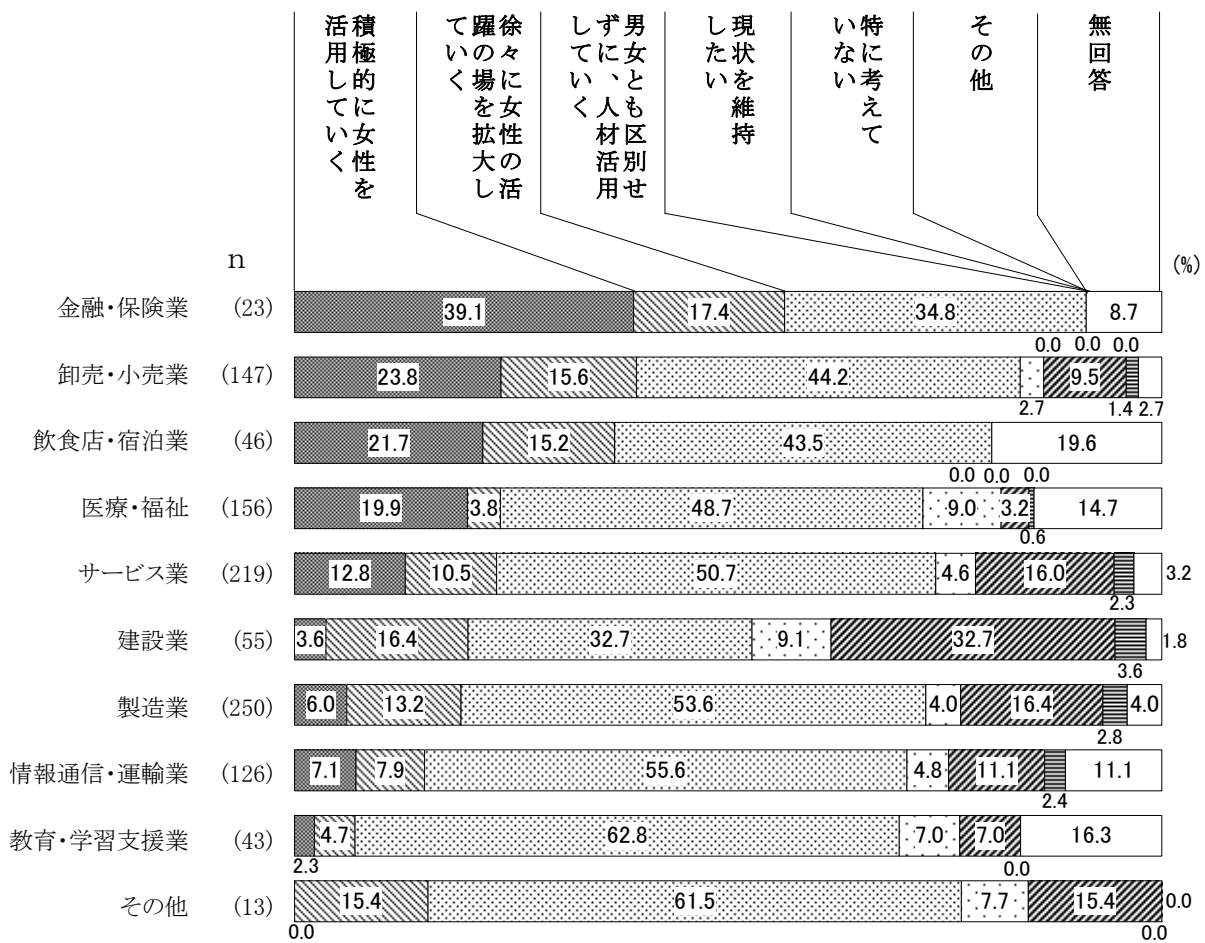 積極的に女性を
活用していく
徐々に女性の活
躍の場を拡大し
ていく
男女とも区別せ
ずに、人材活用
していく
現状を維持
したい
特に考えて
いない
その他
無回答
n
(%)
金融・保険業 (23) 39.1 17.4 34.8 8.7
0.0 0.0 0.0
卸売・小売業 (147) 23.8 15.6 44.2 9.5
2.7 1.4 2.7
飲食店・宿泊業 (46) 21.7 15.2 43.5 19.6
0.0 0.0 0.0
医療・福祉 (156) 19.9 3.8 48.7 9.0 3.2 14.7
0.6
サービス業 (219) 12.8 10.5 50.7 4.6 16.0 3.2
2.3
建設業 (55) 3.6 16.4 32.7 9.1 32.7 1.8
3.6
製造業 (250) 6.0 13.2 53.6 4.0 16.4 4.0
2.8
情報通信・運輸業 (126) 7.1 7.9 55.6 4.8 11.1 11.1
2.4
教育・学習支援業 (43) 4.7 62.8 7.0 7.0 16.3
2.3 0.0
その他 (13) 15.4 61.5 7.7 15.4 0.0
0.0 0.0